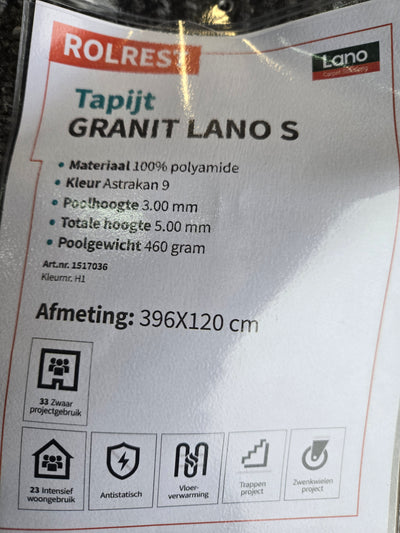 ROLREST
Lano
Tapijt
GRANIT LANO S
• Materiaal 100% polyamide
• Kleur Astrakan 9
• Poolhoogte 3.00 mm
• Totale hoogte 5.00 mm
• Poolgewicht 460 gram
Art.nr. 1517036
Kleurnr. H1
Afmeting: 396X120 cm
33 Zwaar
projectgebruik
23 Intensief
woongebruik
Antistatisch
Vloer-
verwarming
Trappen
project
Zwenkwielen
project